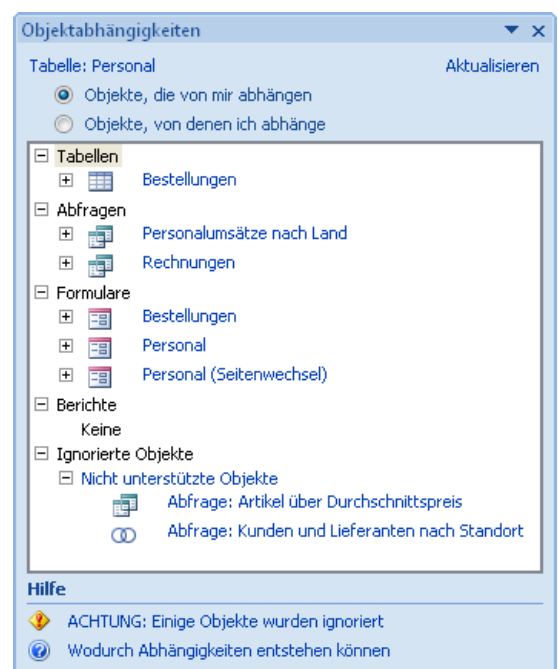 Objektabhängigkeiten
Tabelle: Personal Aktualisieren
Objekte, die von mir abhängen
Objekte, von denen ich abhänge
Tabellen
Bestellungen
Abfragen
Personalumsätze nach Land
Rechnungen
Formulare
Bestellungen
Personal
Personal (Seitenwechsel)
Berichte
Keine
Ignorierte Objekte
Nicht unterstützte Objekte
Abfrage: Artikel über Durchschnittspreis
Abfrage: Kunden und Lieferanten nach Standort
Hilfe
ACHTUNG: Einige Objekte wurden ignoriert
Wodurch Abhängigkeiten entstehen können